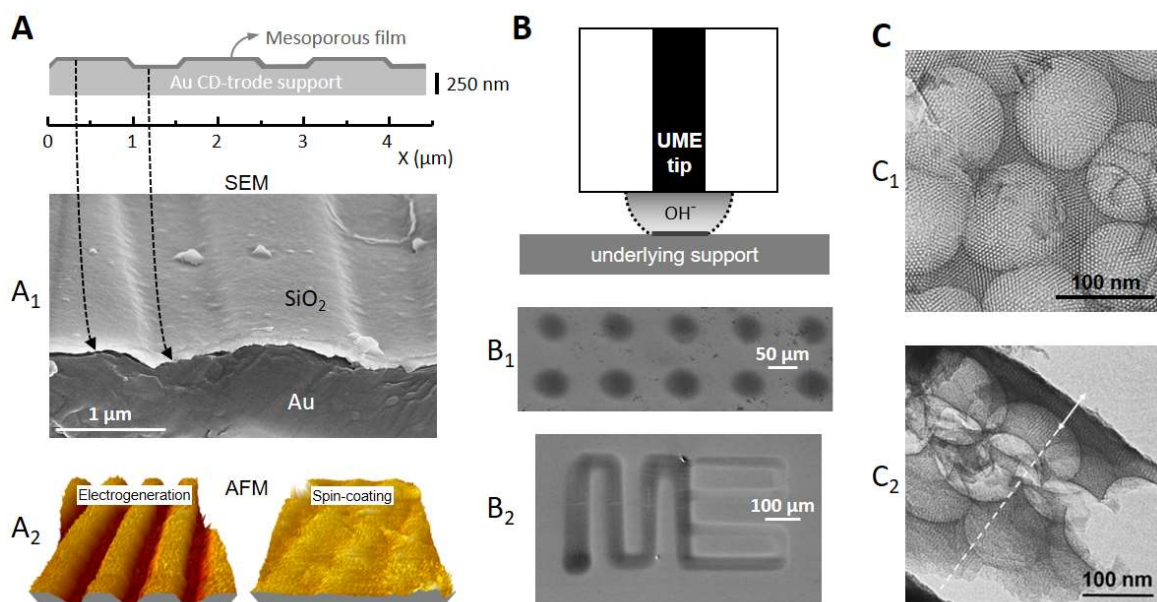 A
Mesoporous film
Au CD-trode support
250 nm
0
1
2
3
4
X (µm)
SEM
A1
SiO2
Au
1 µm
A2
Electrogeneration
AFM
Spin-coating
B
UME
tip
OH⁻
underlying support
B1
50 µm
B2
100 µm
C
C1
100 nm
C2
100 nm